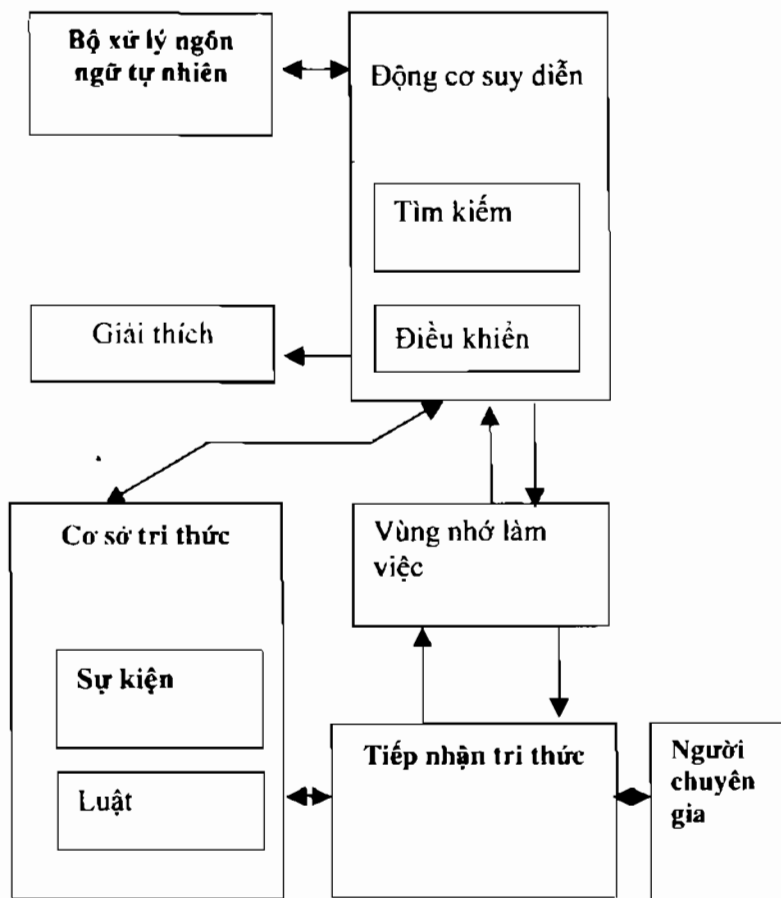 Bộ xử lý ngôn
ngữ tự nhiên
Động cơ suy diễn
Tìm kiếm
Giải thích
Điều khiển
Cơ sở tri thức
Vùng nhớ làm
việc
Sự kiện
Luật
Tiếp nhận tri thức
Người
chuyên
gia